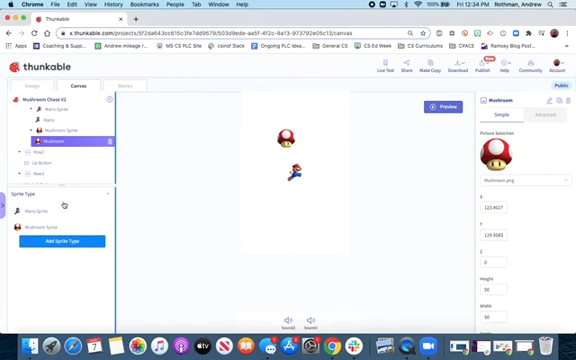 Chrome File Edit View History Bookmarks People Tab Window Help
100% Fri 12:34 PM Rothman, Andrew
Thunkable
x.thunkable.com/projects/
/canvas
Apps Coaching & Supp... Andrew mileage r... MS CS PLC Site csinsf Slack Ongoing PLC Idea... General CS CS Ed Week CS Curriculums CPACE Ramsey Blog Post...
thunkable
Live Test Share Make Copy Download Publish Help Community Account
Design Canvas Blocks
Public
Mushroom Chase V2
Mario Sprite
Mario
Mushroom Sprite
Mushroom
Row1
Up Button
Row2
Sprite Type
Mario Sprite
Mushroom Sprite
Add Sprite Type
Preview
Sound2 Sound1
Mushroom
Simple Advanced
Picture Selection
Mushroom.png
X
123.4027
Y
129.9583
Z
0
Height
50
Width
50